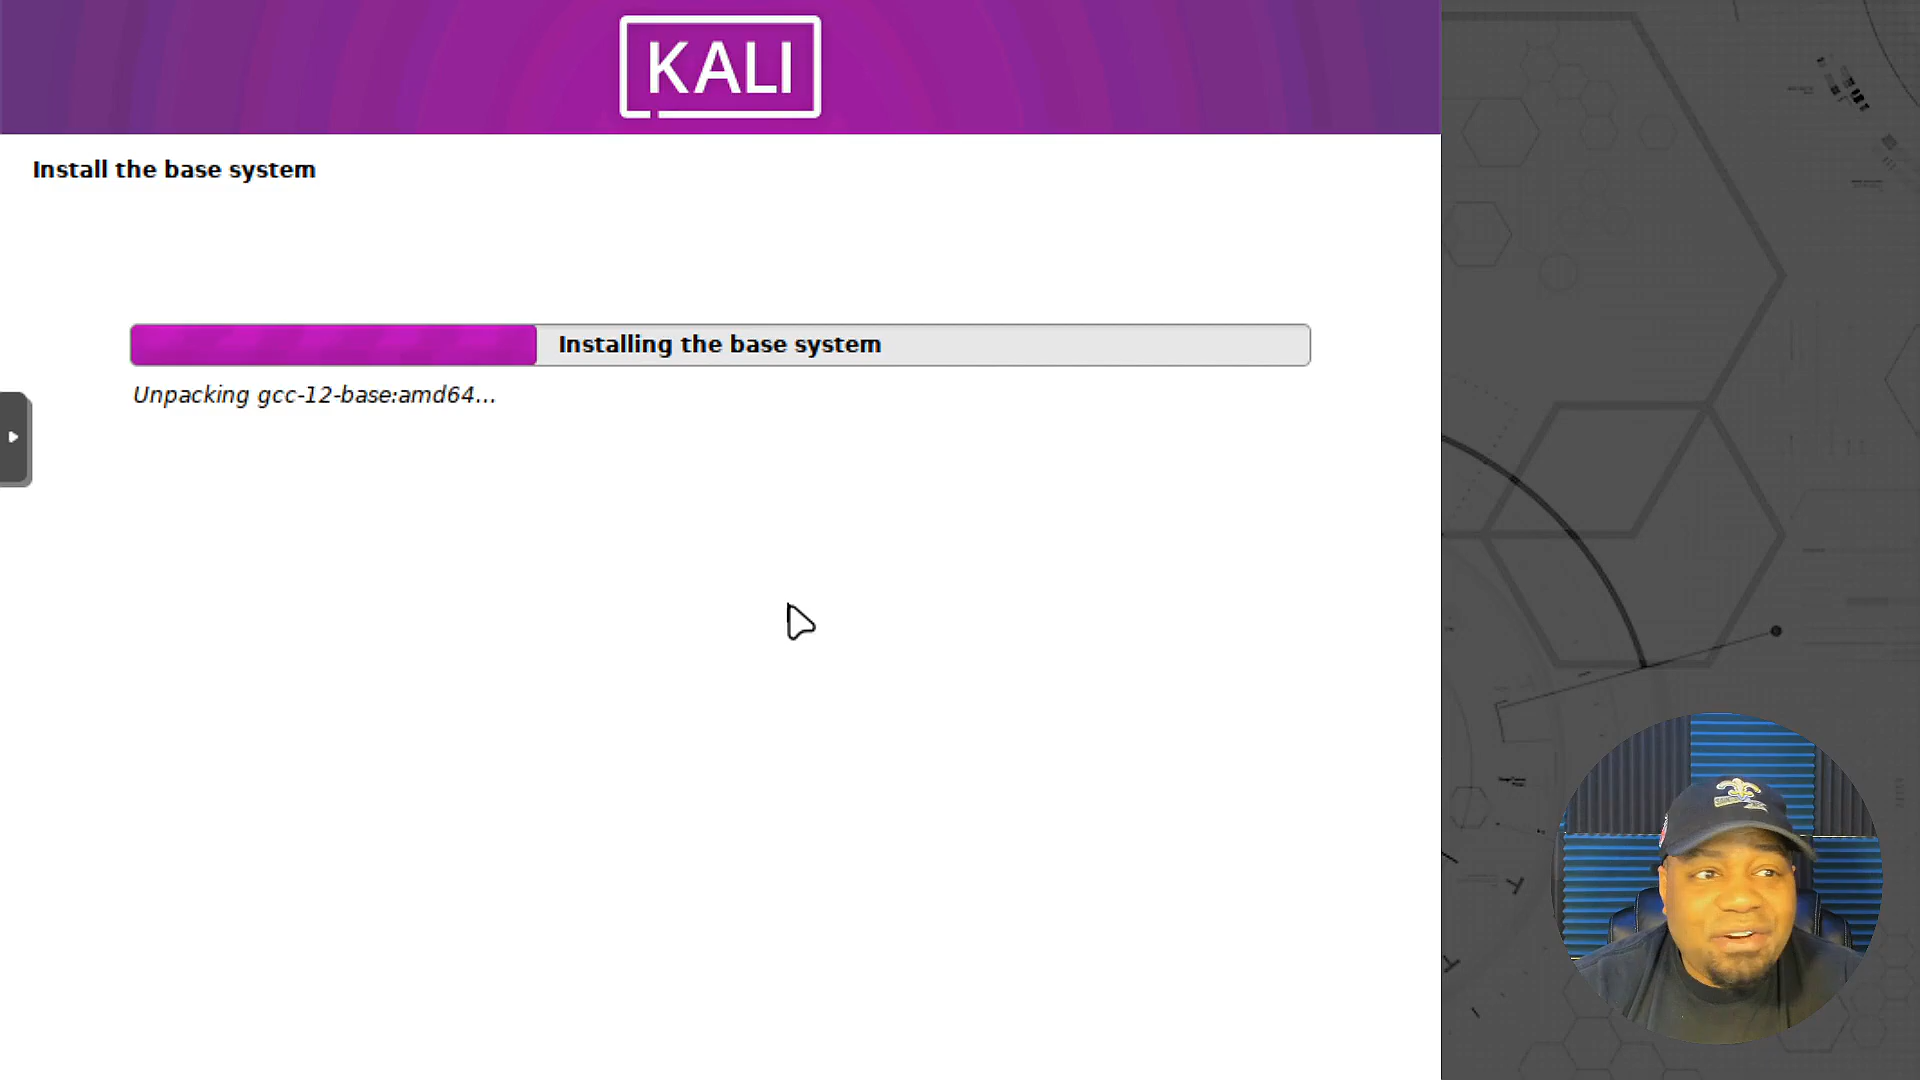 KALI
Install the base system
Installing the base system
Unpacking gcc-12-base:amd64...